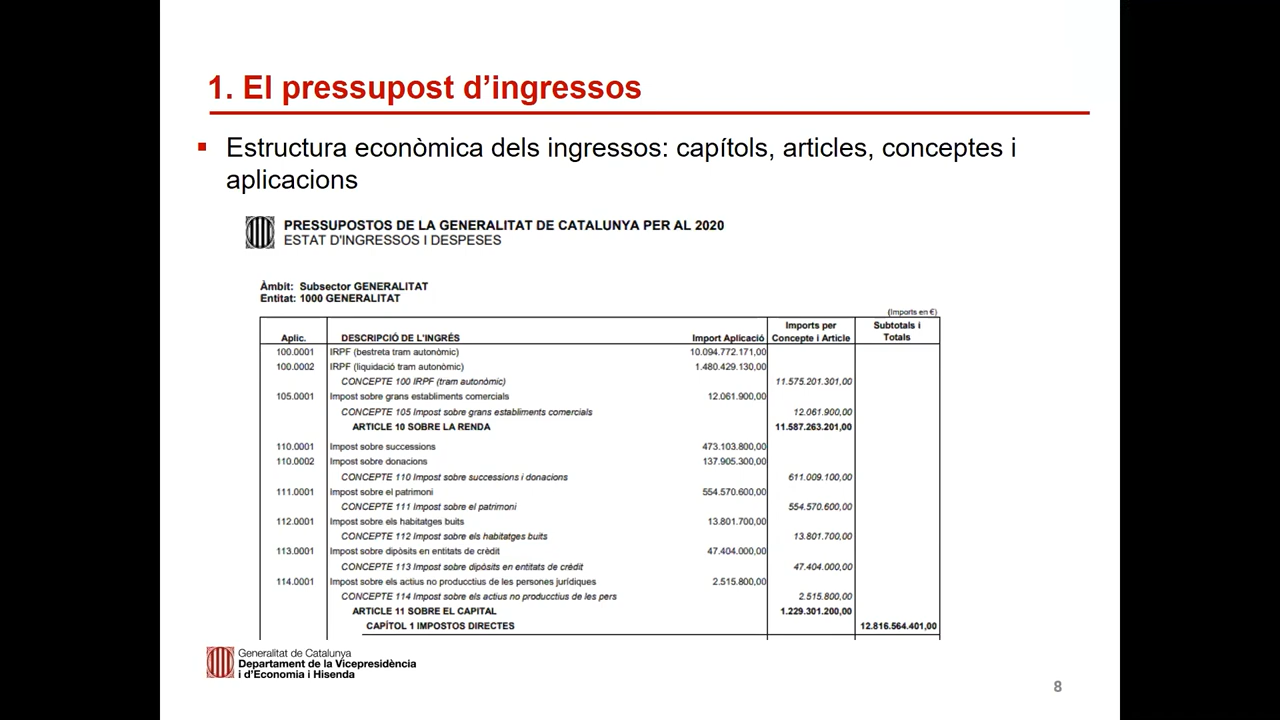 1. El pressupost d'ingressos
Estructura econòmica dels ingressos: capítols, articles, conceptes i
aplicacions
PRESSUPOSTOS DE LA GENERALITAT DE CATALUNYA PER AL 2020
ESTAT D'INGRESSOS I DESPESES
Àmbit: Subsector GENERALITAT
Entitat: 1000 GENERALITAT
(Imports en €)
Aplic. DESCRIPCIÓ DE L'INGRÉS Import Aplicació Imports per Concepte i Article Subtotals i Totals
100.0001 IRPF (bestreta tram autonòmic) 10.094.772.171,00
100.0002 IRPF (liquidació tram autonòmic) 1.480.429.130,00
CONCEPTE 100 IRPF (tram autonòmic) 11.575.201.301,00
105.0001 Impost sobre grans establiments comercials 12.061.900,00
CONCEPTE 105 Impost sobre grans establiments comercials 12.061.900,00
ARTICLE 10 SOBRE LA RENDA 11.587.263.201,00
110.0001 Impost sobre successions 473.103.800,00
110.0002 Impost sobre donacions 137.905.300,00
CONCEPTE 110 Impost sobre successions i donacions 611.009.100,00
111.0001 Impost sobre el patrimoni 554.570.600,00
CONCEPTE 111 Impost sobre el patrimoni 554.570.600,00
112.0001 Impost sobre els habitatges buits 13.801.700,00
CONCEPTE 112 Impost sobre els habitatges buits 13.801.700,00
113.0001 Impost sobre dipòsits en entitats de crèdit 47.404.000,00
CONCEPTE 113 Impost sobre dipòsits en entitats de crèdit 47.404.000,00
114.0001 Impost sobre els actius no producctius de les persones jurídiques 2.515.800,00
CONCEPTE 114 Impost sobre els actius no producctius de les pers 2.515.800,00
ARTICLE 11 SOBRE EL CAPITAL 1.229.301.200,00
CAPÍTOL 1 IMPOSTOS DIRECTES 12.816.564.401,00
Generalitat de Catalunya
Departament de la Vicepresidència
i d'Economia i Hisenda
8